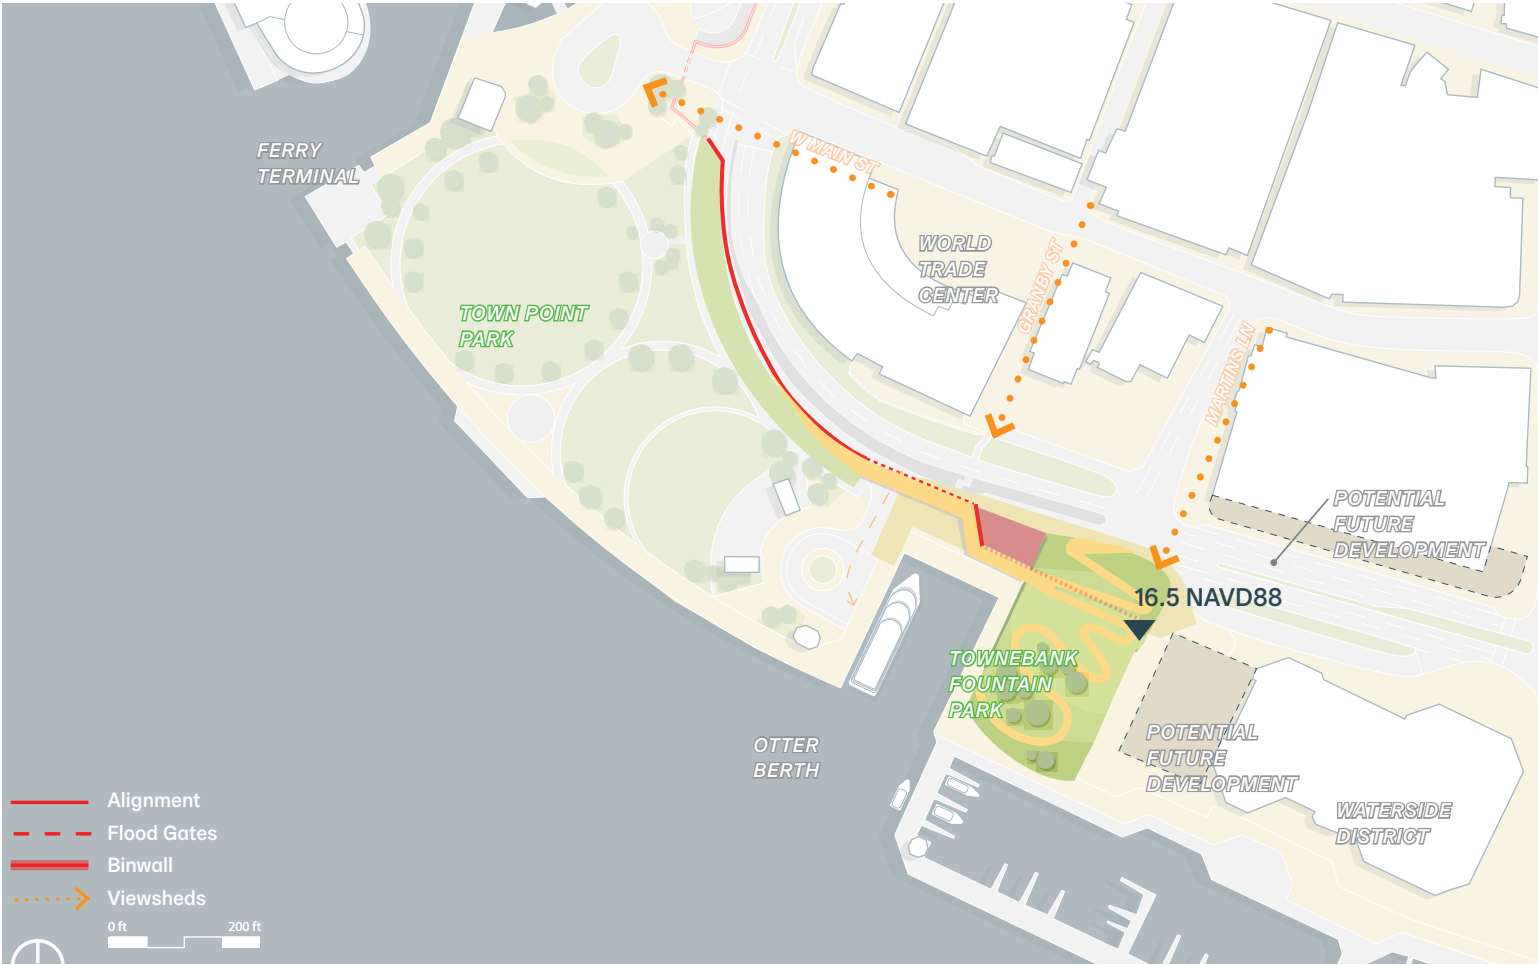 FERRY
TERMINAL
W MAIN ST
WORLD
TRADE
CENTER
GRANBY ST
TOWN POINT
PARK
MARTINS LN
POTENTIAL
FUTURE
DEVELOPMENT
16.5 NAVD88
TOWNEBANK
FOUNTAIN
PARK
OTTER
BERTH
POTENTIAL
FUTURE
DEVELOPMENT
WATERSIDE
DISTRICT
Alignment
Flood Gates
Binwall
Viewsheds
0 ft 200 ft